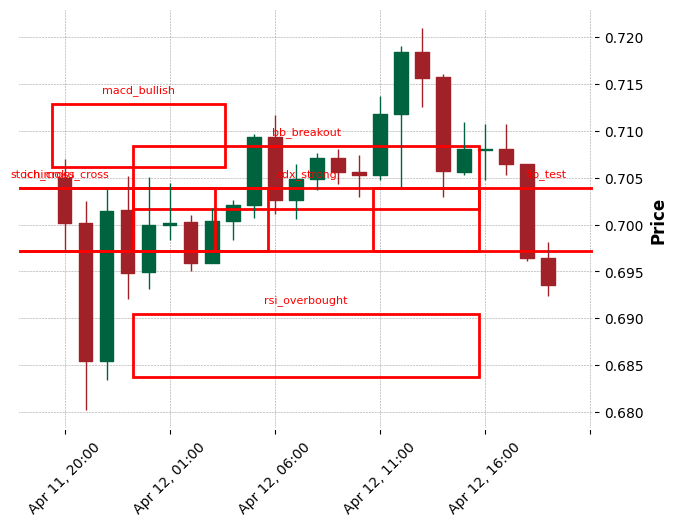 macd_bullish
bb_breakout
adx_strong
rsi_overbought
0.720
0.715
0.710
0.705
0.700
0.695
0.690
0.685
0.680
Price
Apr 11, 20:00
Apr 12, 01:00
Apr 12, 06:00
Apr 12, 11:00
Apr 12, 16:00